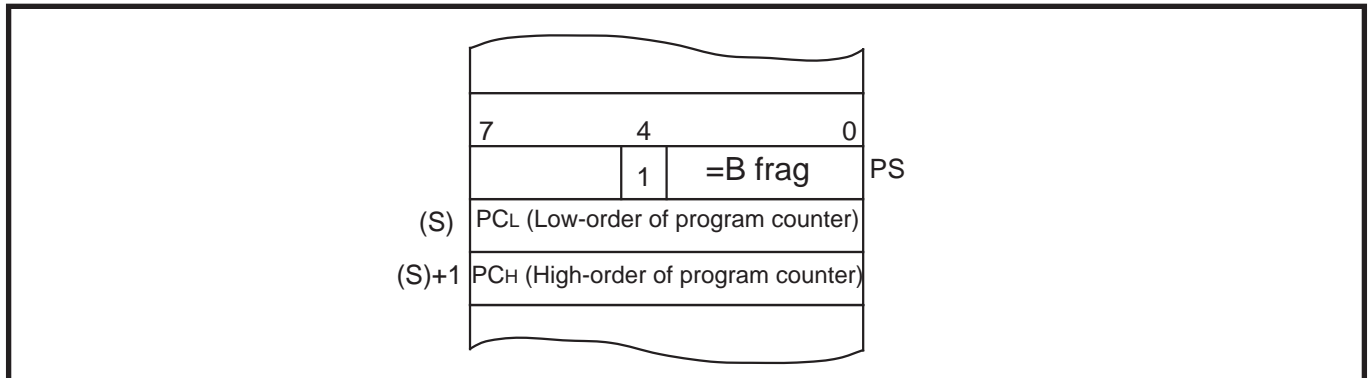 7 4 0
1 =B frag PS
(S) PCL (Low-order of program counter)
(S)+1 PCH (High-order of program counter)